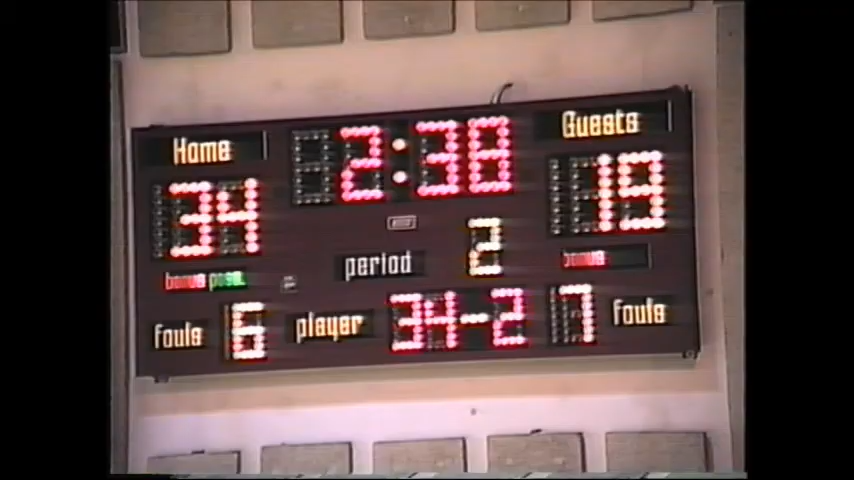 Home 2:38 Guests
34 19
period 2
bonus poss. bonus
fouls 6 player 34-2 7 fouls